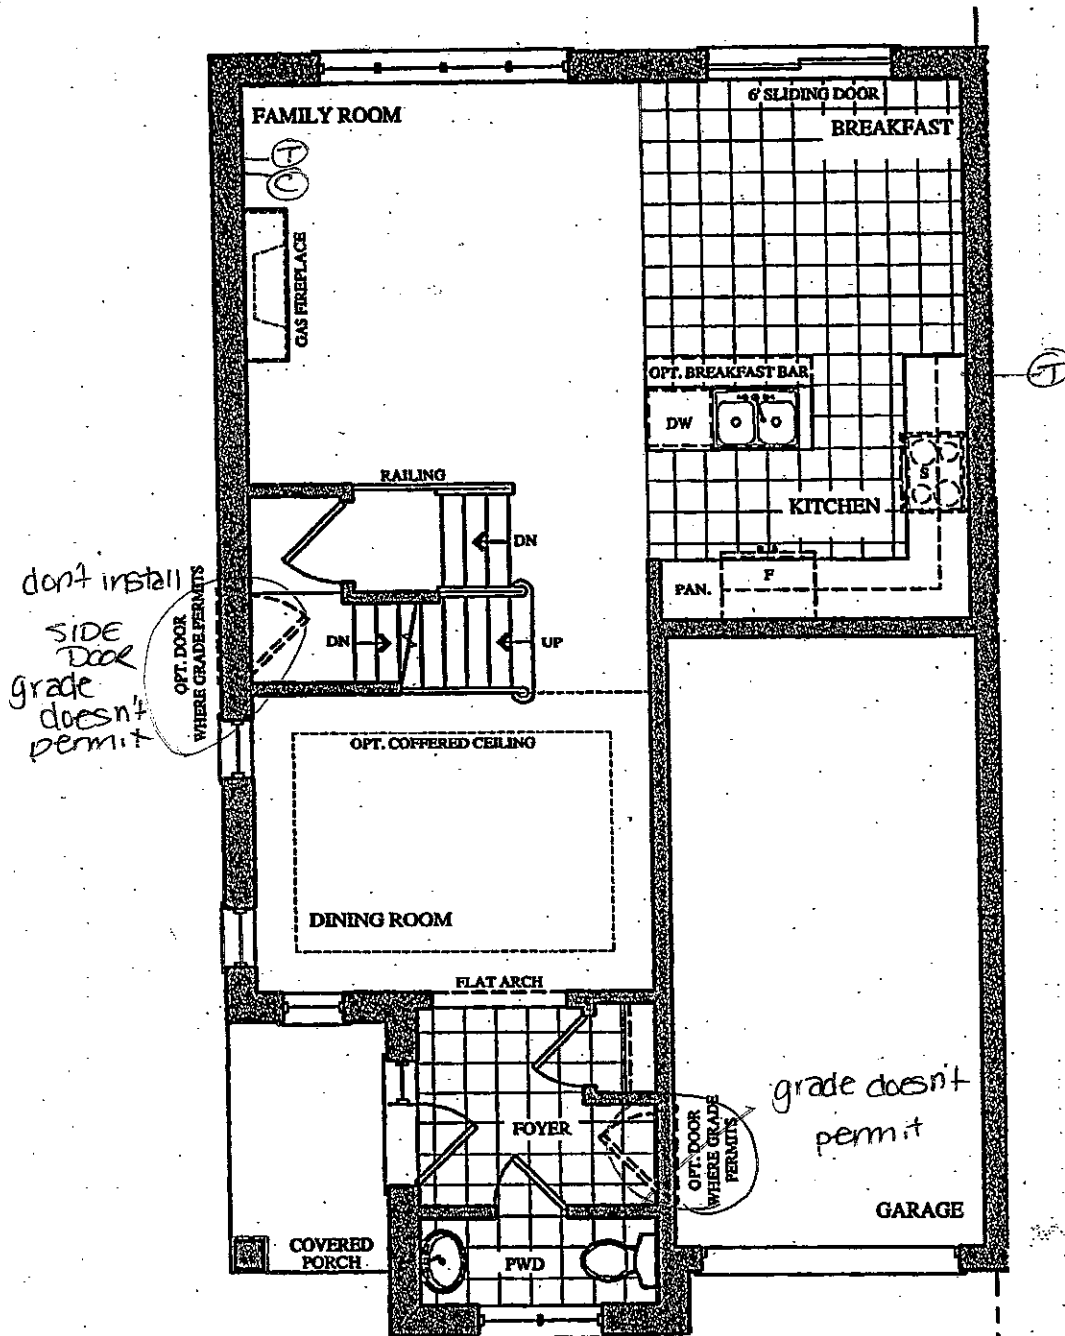 6' SLIDING DOOR
FAMILY ROOM
BREAKFAST
T
C
GAS FIREPLACE
OPT. BREAKFAST BAR
T
DW
S
RAILING
KITCHEN
DN
F
PAN.
don't install
SIDE
DOOR
grade
doesn't
permit
OPT. DOOR
WHERE GRADE PERMITS
DN
UP
OPT. COFFERED CEILING
DINING ROOM
FLAT ARCH
grade doesn't
permit
FOYER
OPT. DOOR
WHERE GRADE
PERMITS
GARAGE
COVERED
PORCH
PWD